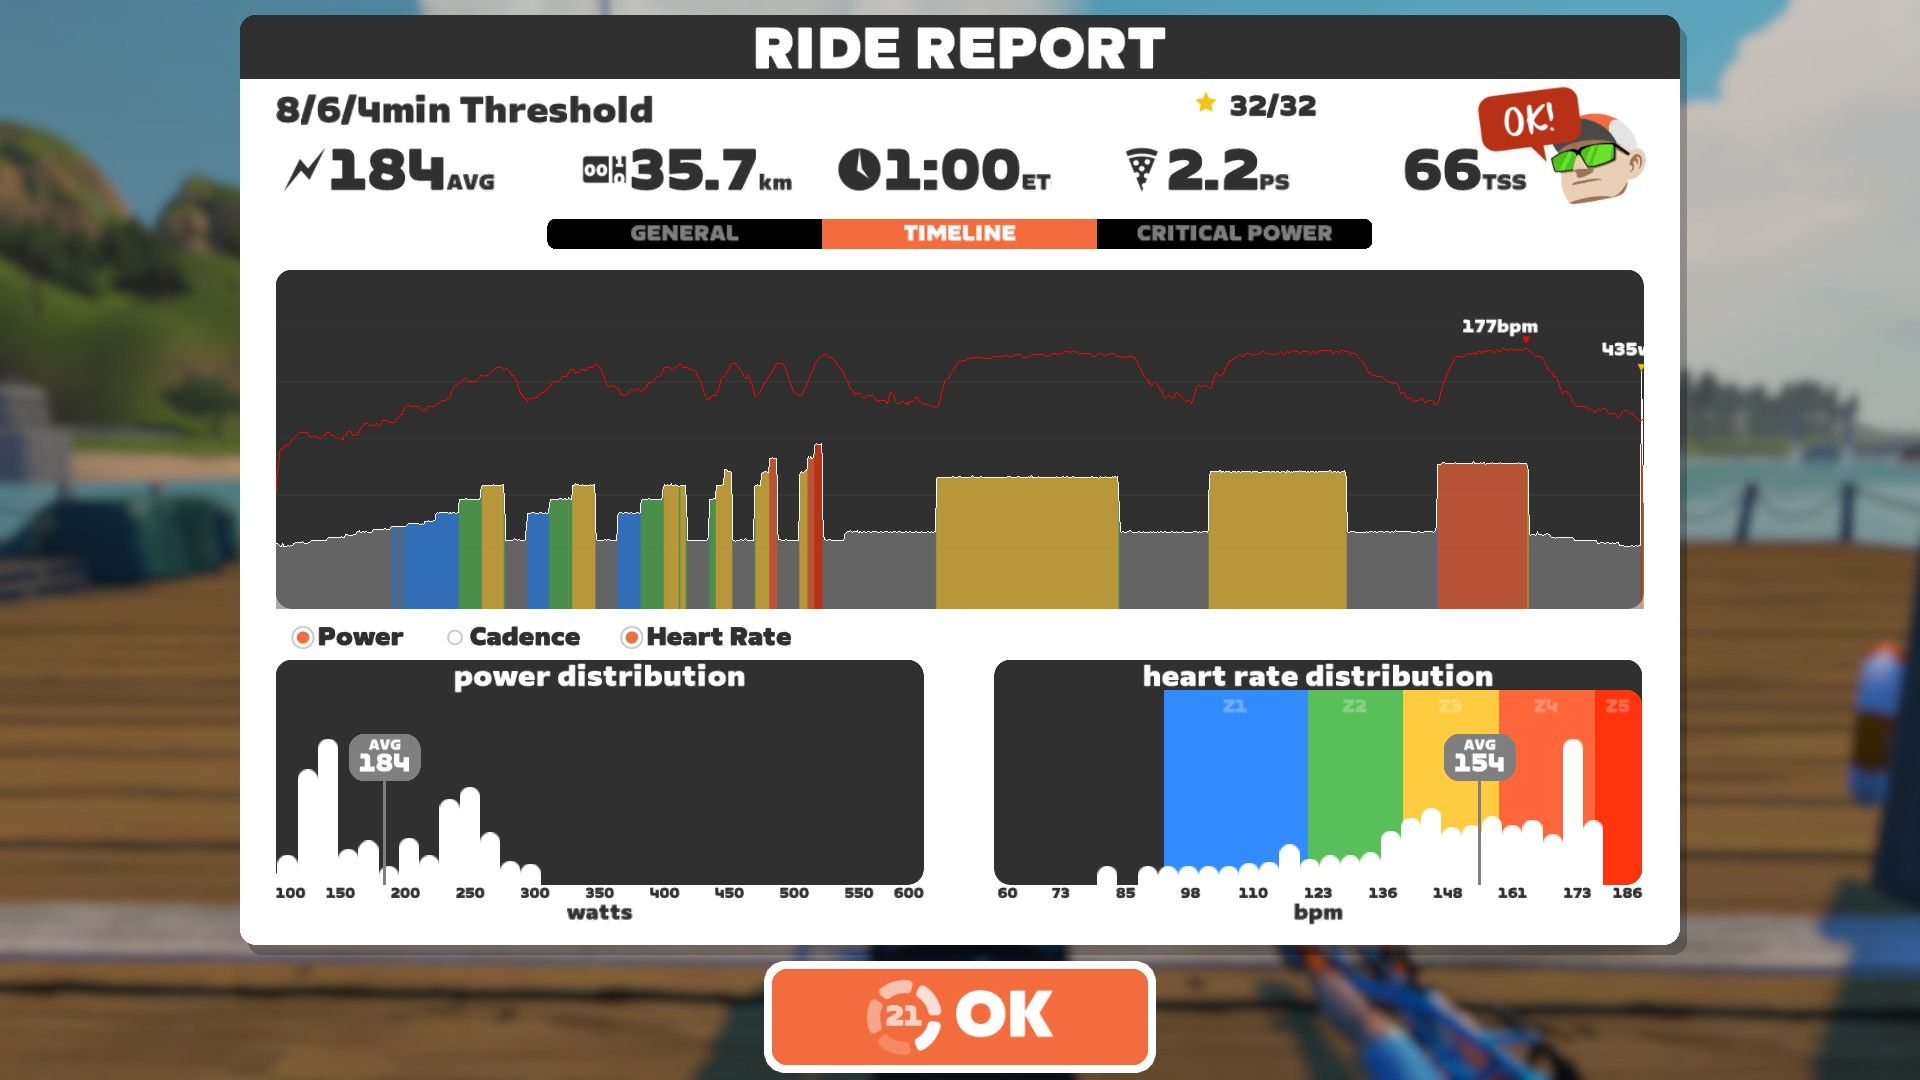 RIDE REPORT
8/6/4min Threshold
32/32
OK!
184AVG
35.7km
1:00ET
2.2PS
66TSS
GENERAL
TIMELINE
CRITICAL POWER
177bpm
435w
Power
Cadence
Heart Rate
power distribution
AVG
184
100 150 200 250 300 350 400 450 500 550 600
watts
heart rate distribution
Z1 Z2 Z3 Z4 Z5
AVG
154
60 73 85 98 110 123 136 148 161 173 186
bpm
21 OK